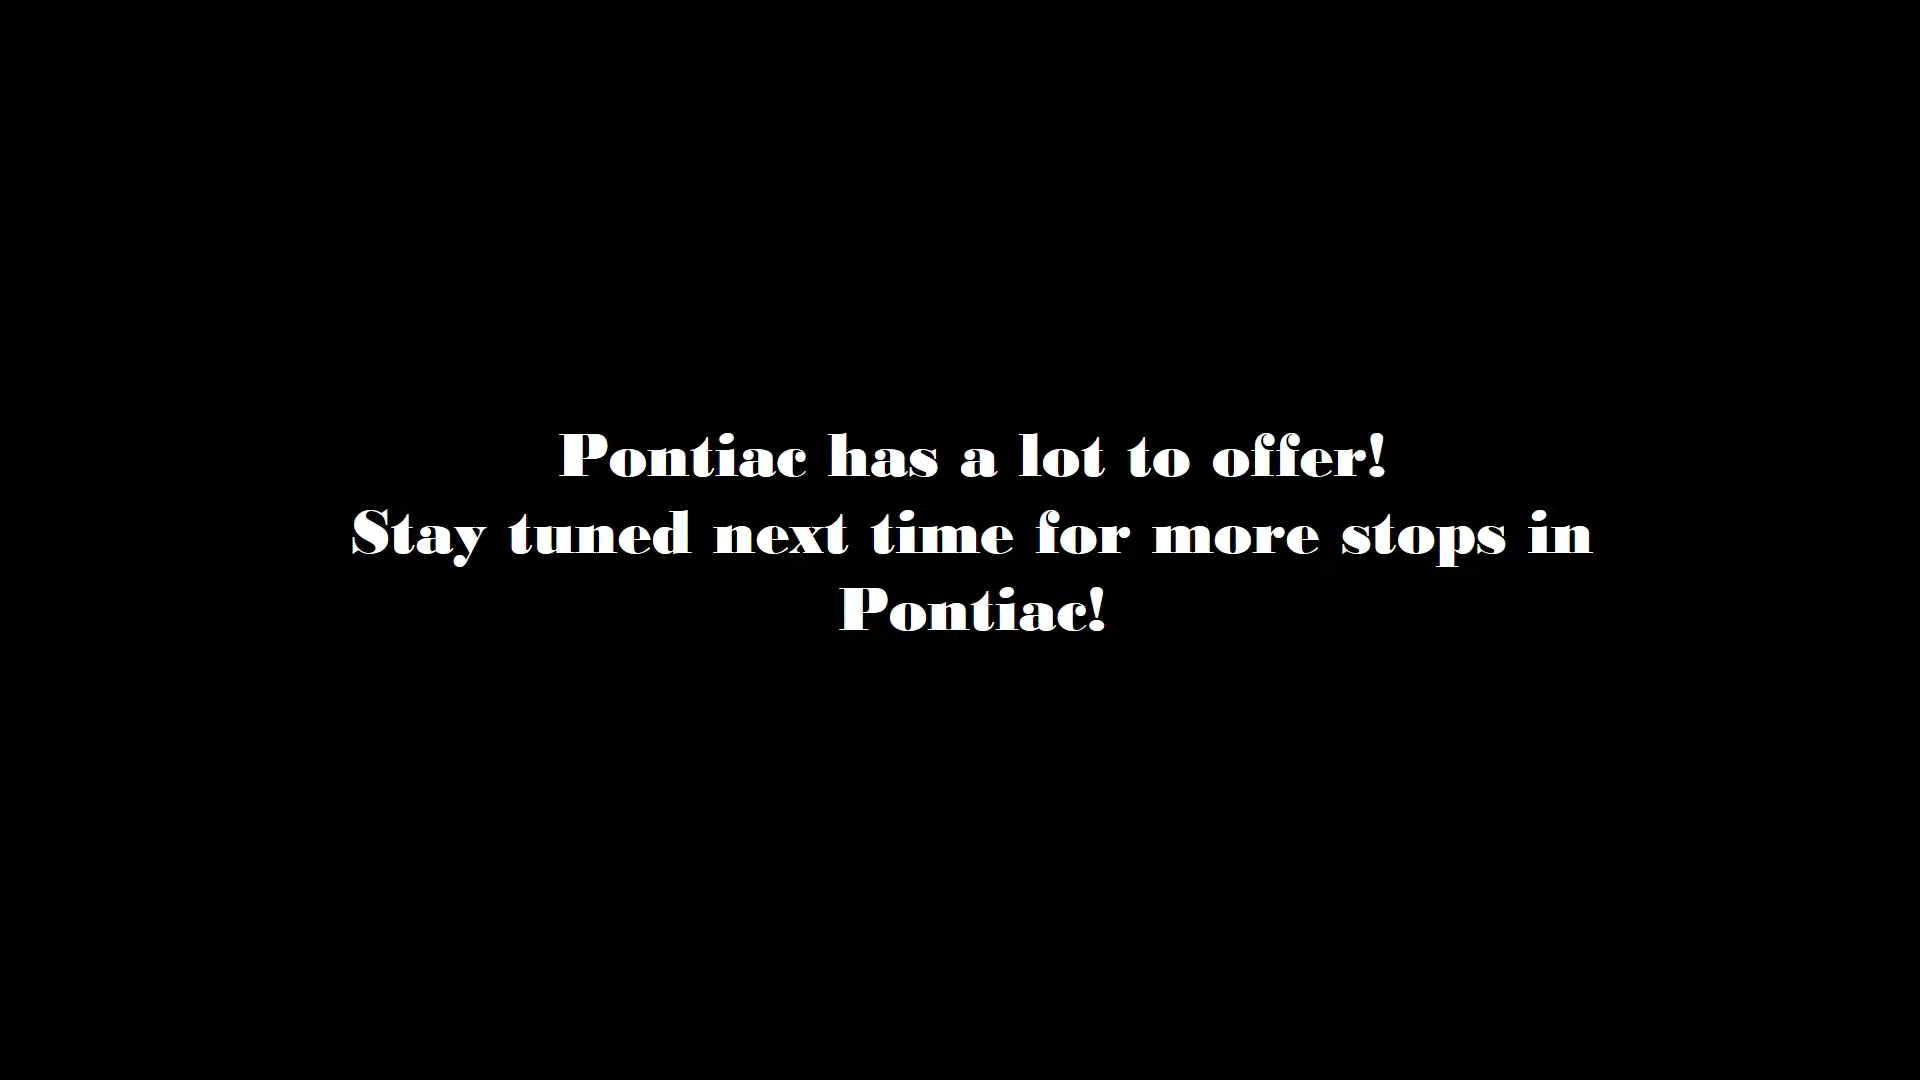 Pontiac has a lot to offer!
Stay tuned next time for more stops in
Pontiac!